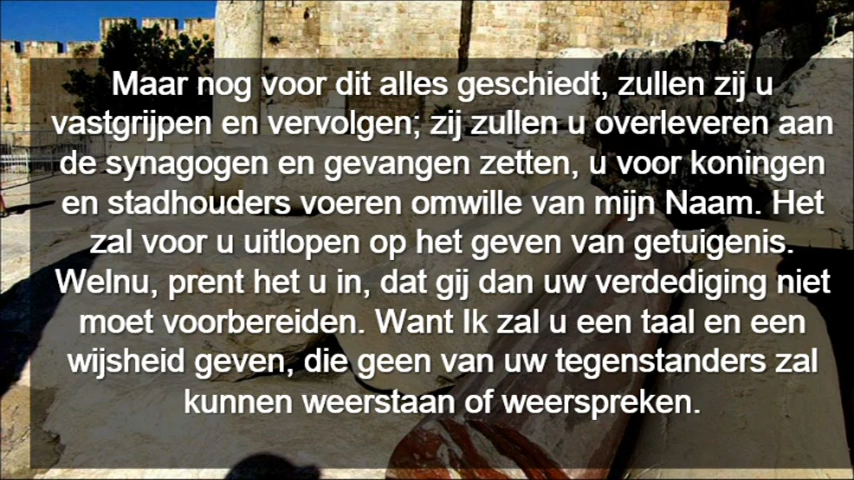 Maar nog voor dit alles geschiedt, zullen zij u
vastgrijpen en vervolgen; zij zullen u overleveren aan
de synagogen en gevangen zetten, u voor koningen
en stadhouders voeren omwille van mijn Naam. Het
zal voor u uitlopen op het geven van getuigenis.
Welnu, prent het u in, dat gij dan uw verdediging niet
moet voorbereiden. Want Ik zal u een taal en een
wijsheid geven, die geen van uw tegenstanders zal
kunnen weerstaan of weerspreken.